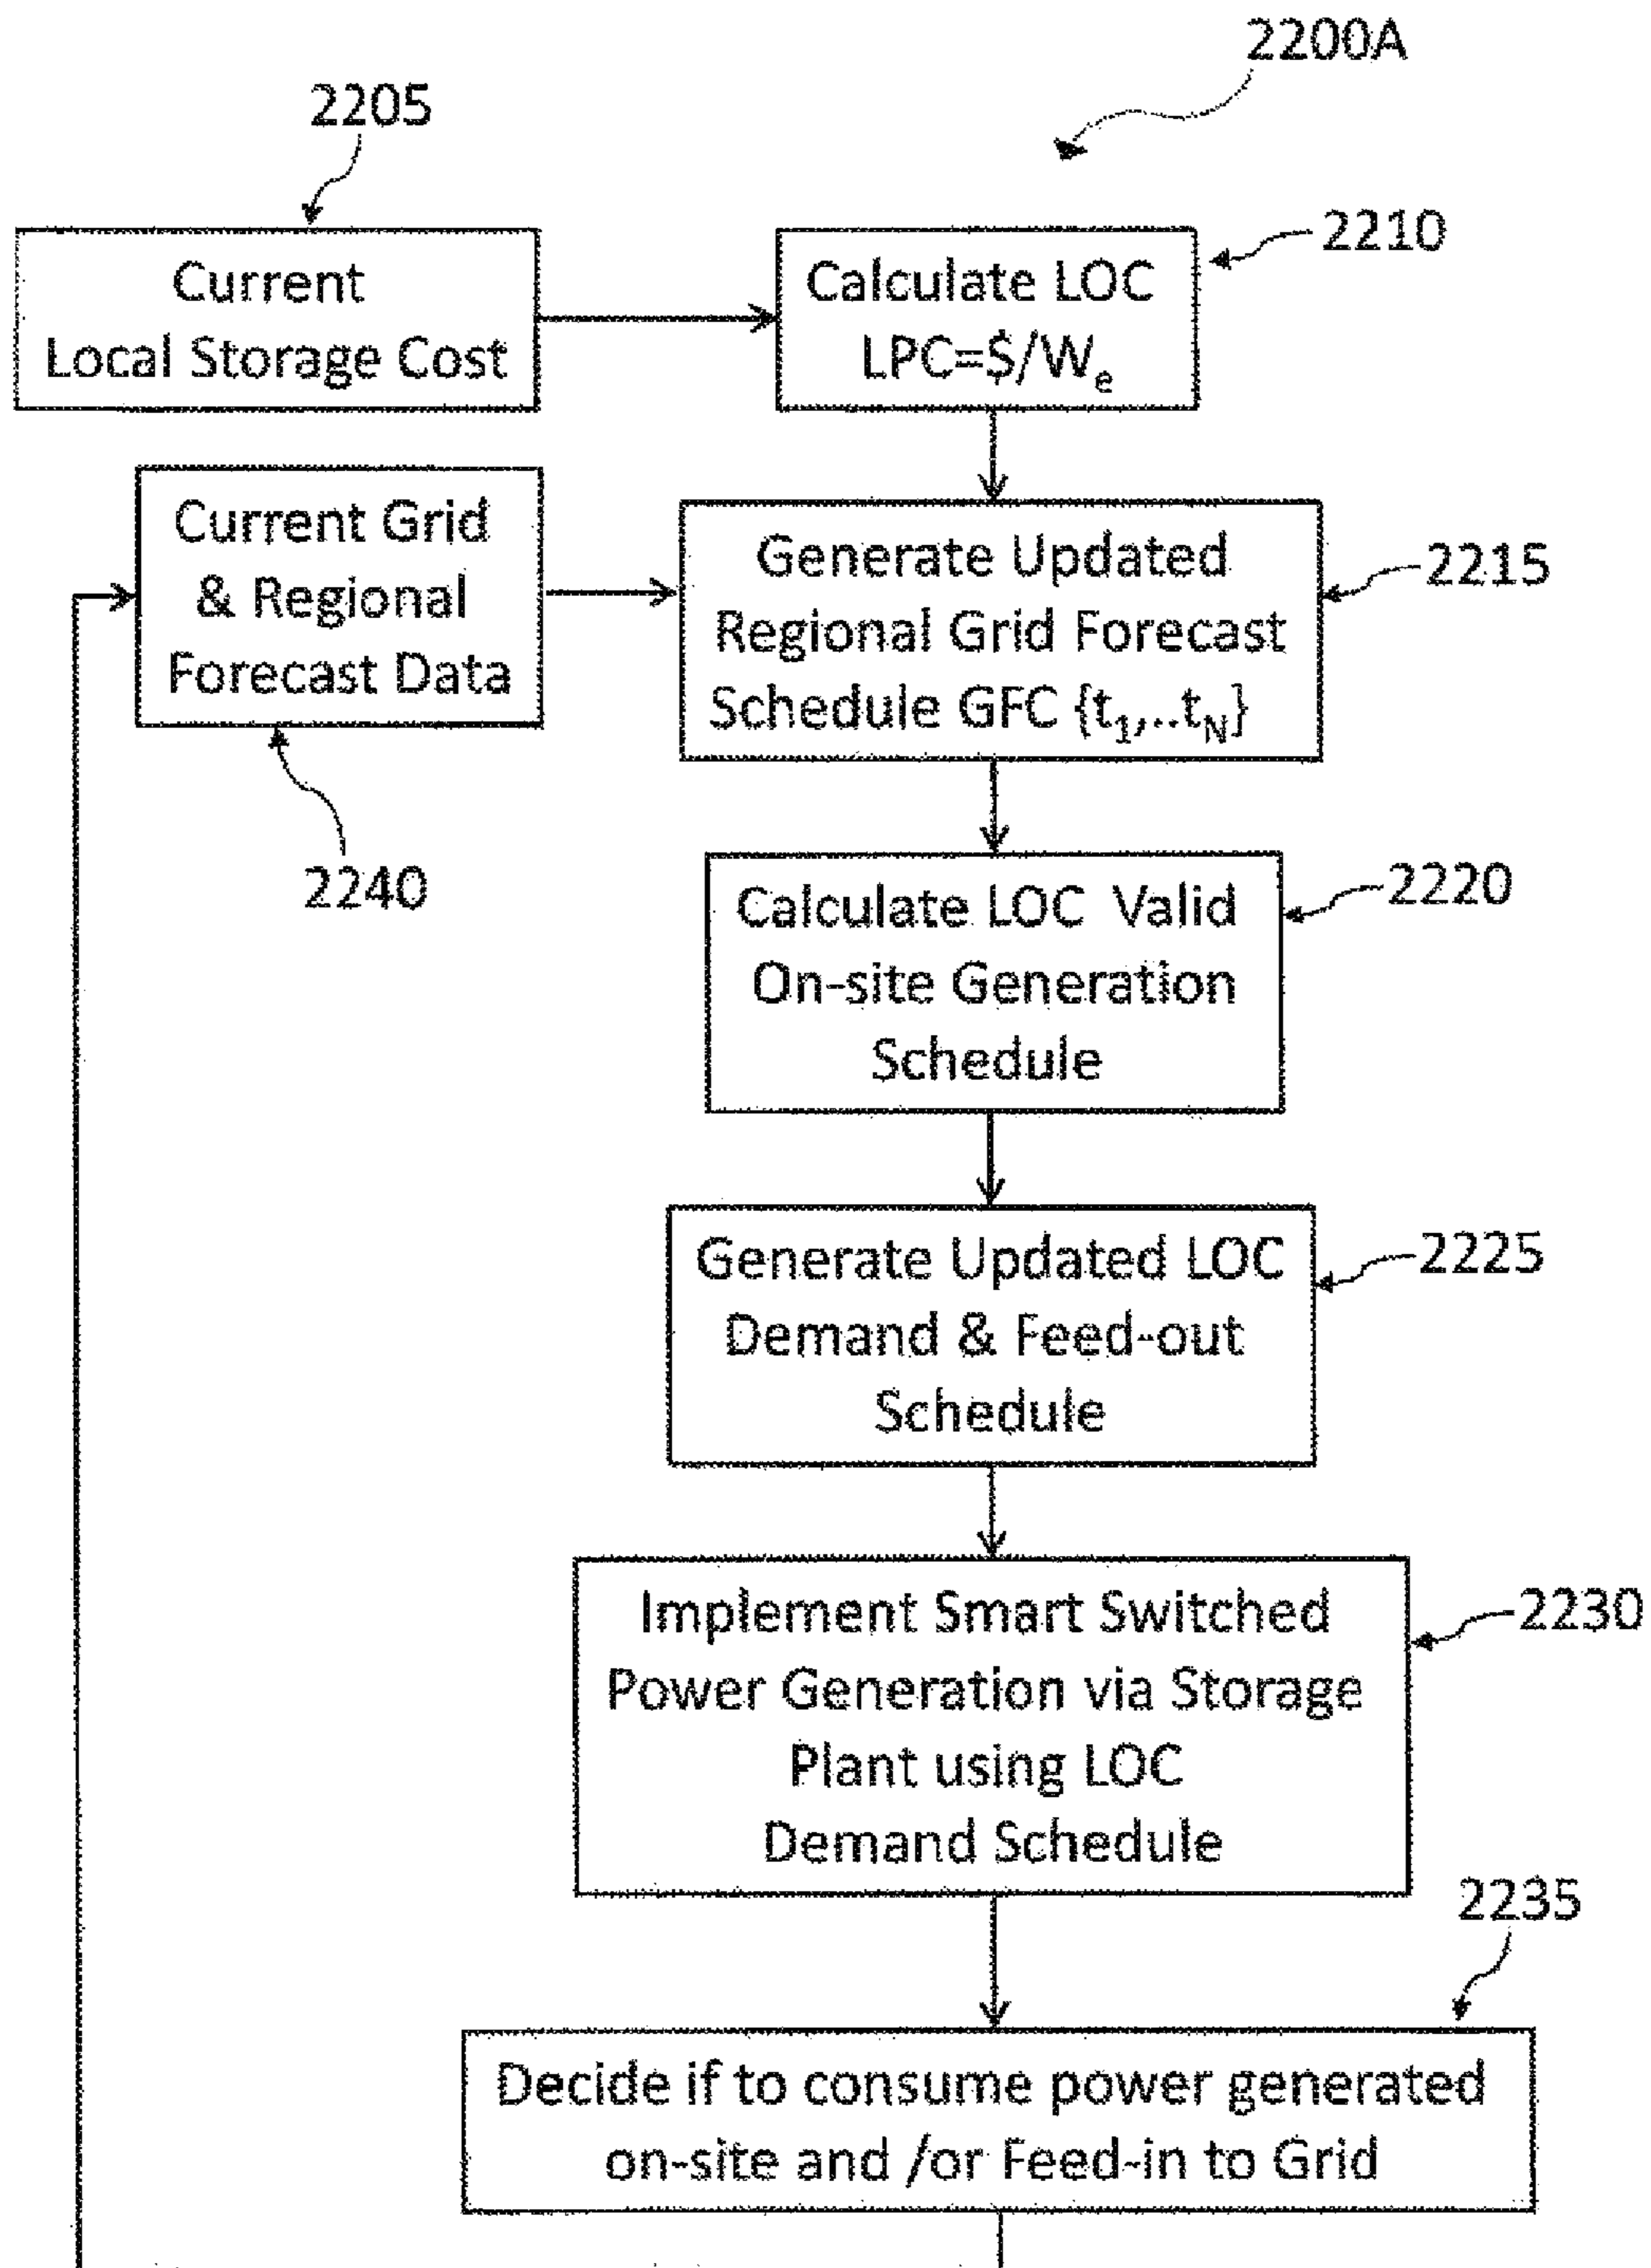 2200A
2205
2210
Current
Local Storage Cost
Calculate LOC
LPC=$/Wₑ
Current Grid
& Regional
Forecast Data
2240
Generate Updated
Regional Grid Forecast
Schedule GFC {t₁,..t_N}
2215
Calculate LOC Valid
On-site Generation
Schedule
2220
Generate Updated LOC
Demand & Feed-out
Schedule
2225
Implement Smart Switched
Power Generation via Storage
Plant using LOC
Demand Schedule
2230
2235
Decide if to consume power generated
on-site and /or Feed-in to Grid